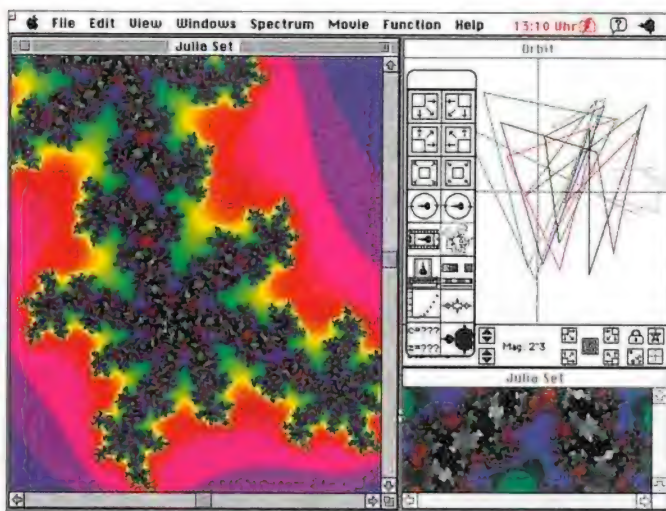 File Edit View Windows Spectrum Movie Function Help 13:10 Uhr
Julia Set
Orbit
c=???
z=???
Mag. 2^3
Julia Set